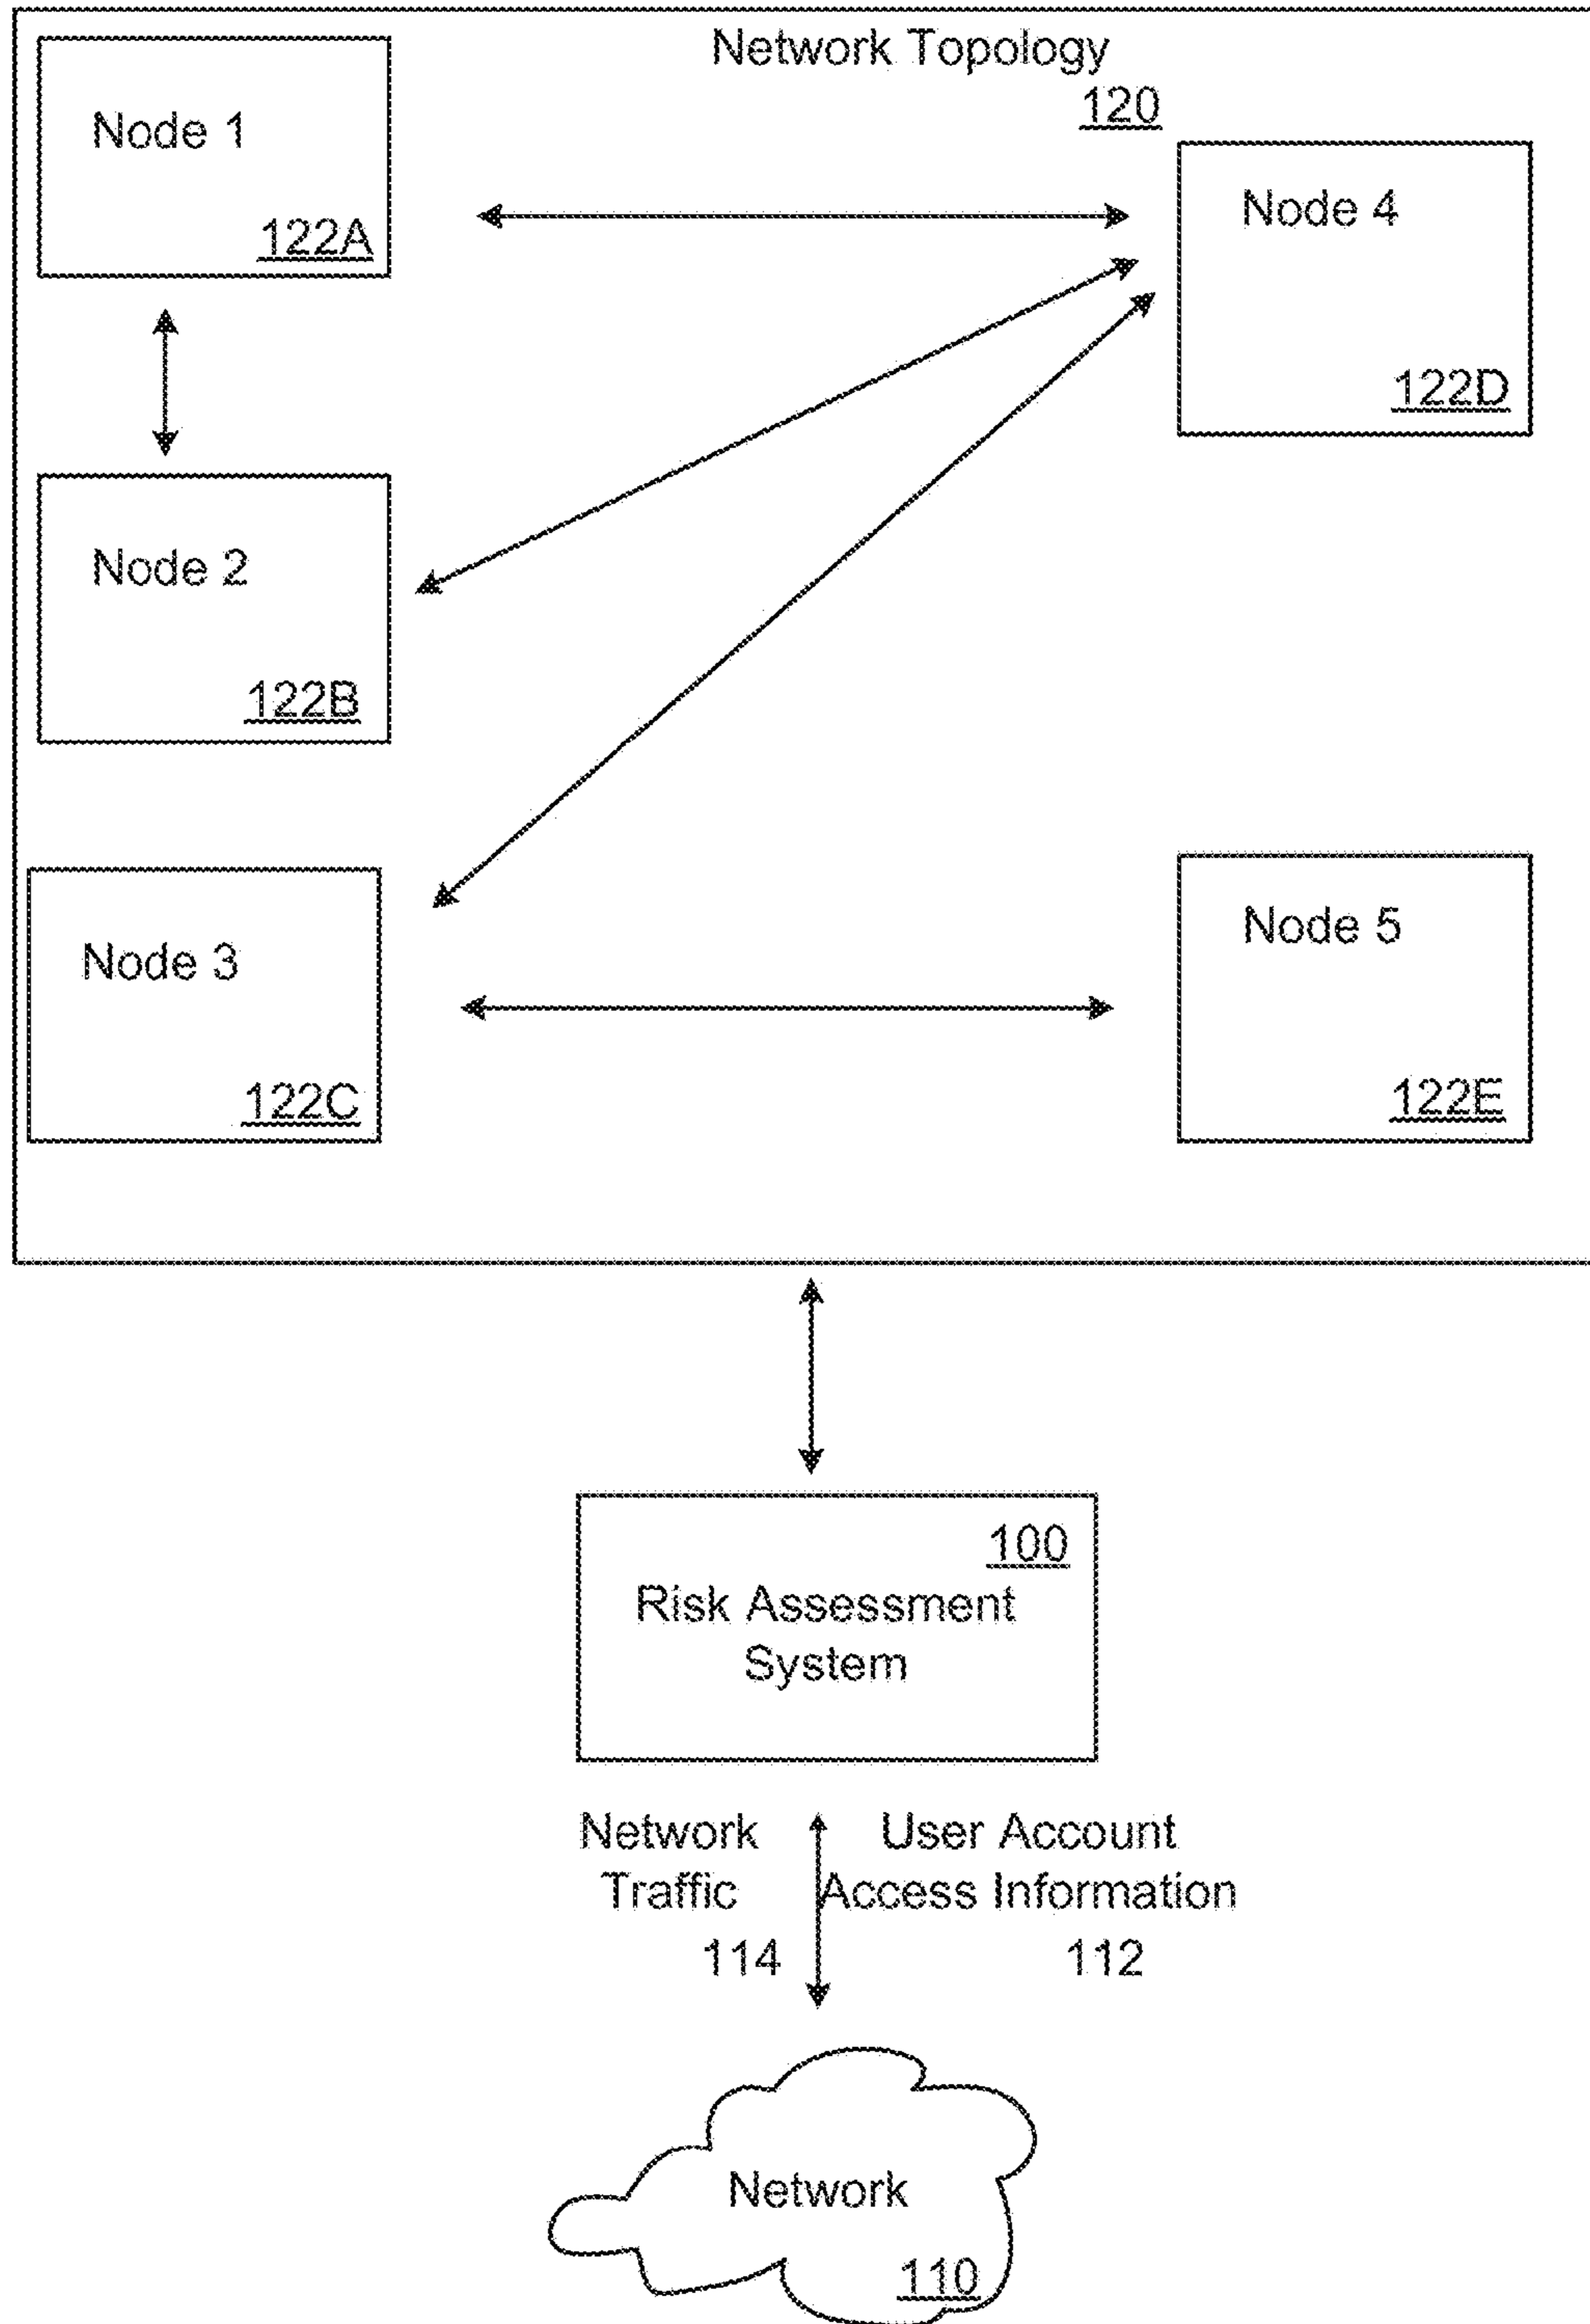 Network Topology
120
Node 1
122A
Node 4
122D
Node 2
122B
Node 3
122C
Node 5
122E
100
Risk Assessment
System
Network
Traffic
114
User Account
Access Information
112
Network
110